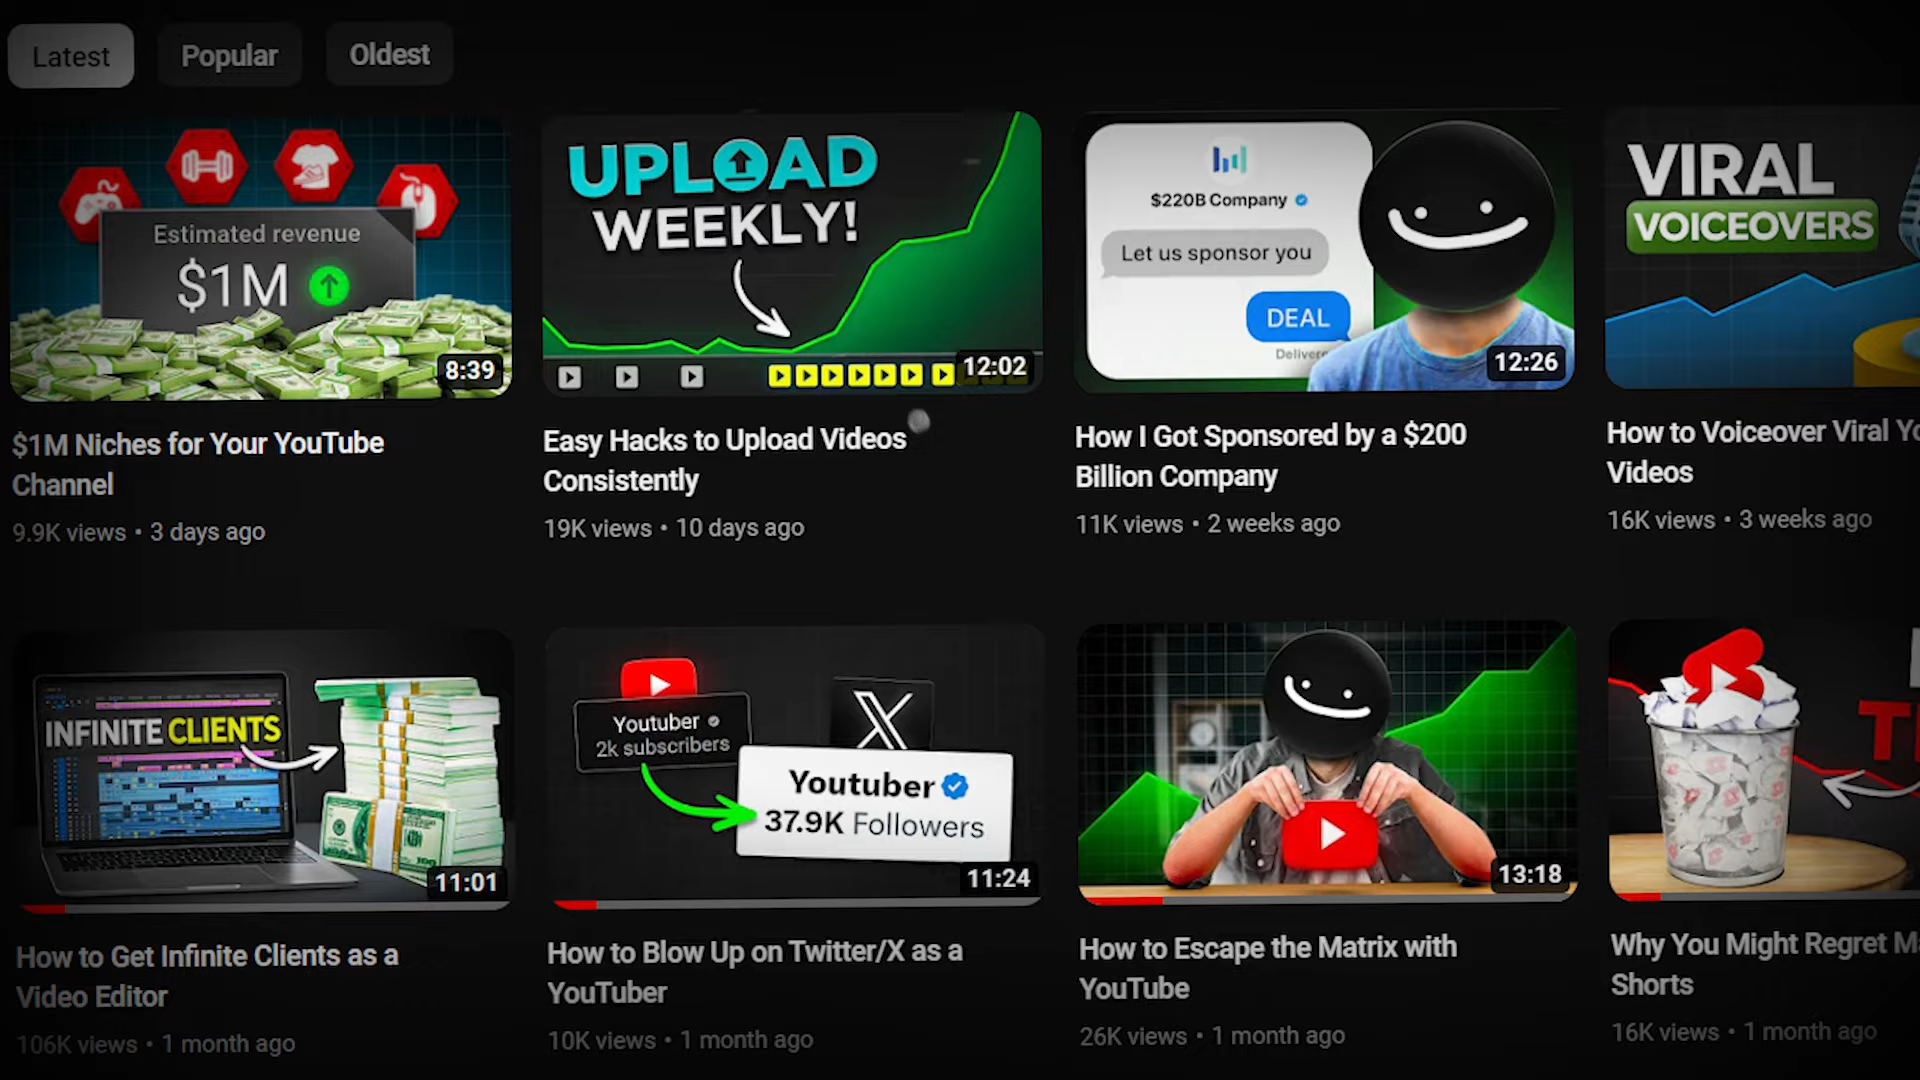 Latest
Popular
Oldest
Estimated revenue
$1M
8:39
UPLOAD
WEEKLY!
12:02
$220B Company
Let us sponsor you
DEAL
12:26
VIRAL
VOICEOVERS
$1M Niches for Your YouTube
Channel
9.9K views • 3 days ago
Easy Hacks to Upload Videos
Consistently
19K views • 10 days ago
How I Got Sponsored by a $200
Billion Company
11K views • 2 weeks ago
How to Voiceover Viral
Videos
16K views • 3 weeks ago
INFINITE CLIENTS
11:01
Youtuber
2k subscribers
Youtuber
37.9K Followers
11:24
13:18
How to Get Infinite Clients as a
Video Editor
106K views • 1 month ago
How to Blow Up on Twitter/X as a
YouTuber
10K views • 1 month ago
How to Escape the Matrix with
YouTube
26K views • 1 month ago
Why You Might Regret
Shorts
16K views • 1 month ago